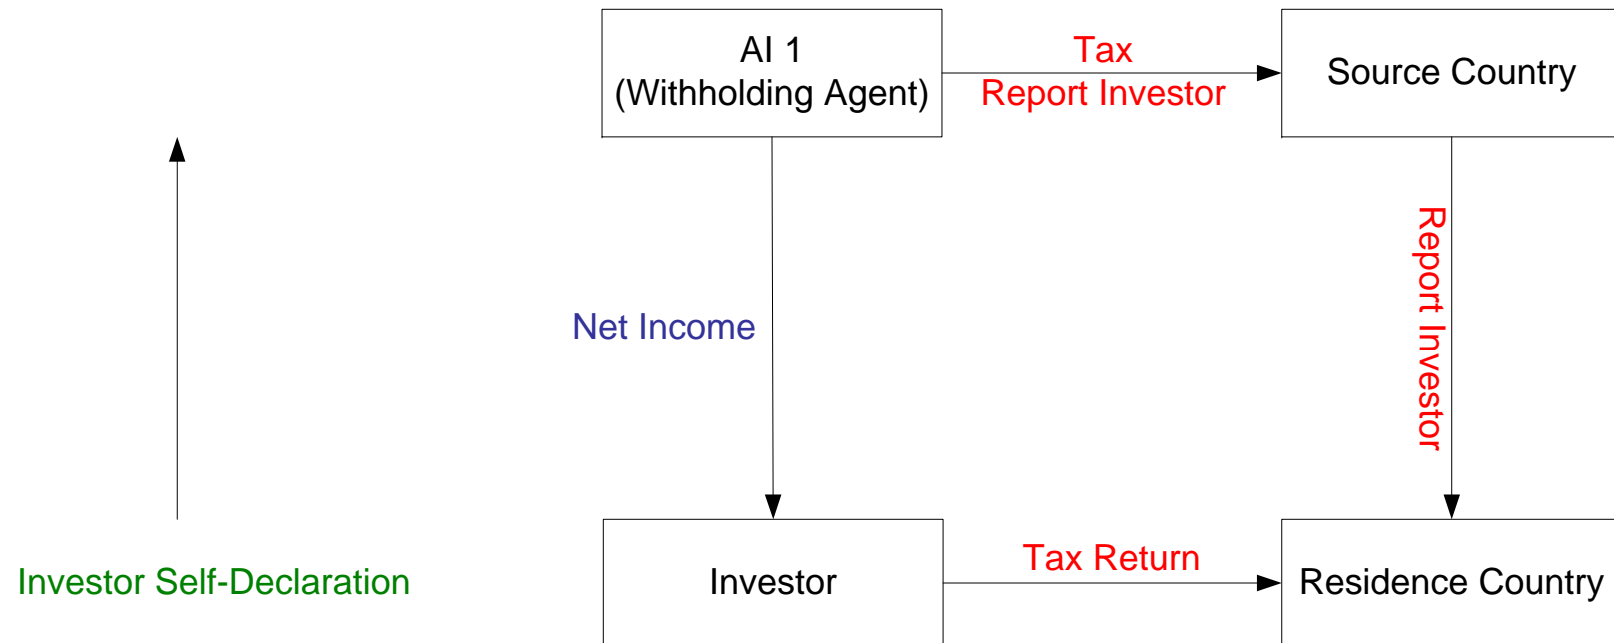 AI 1
(Withholding Agent)
Tax
Report Investor
Source Country
Net Income
Report Investor
Investor Self-Declaration
Investor
Tax Return
Residence Country